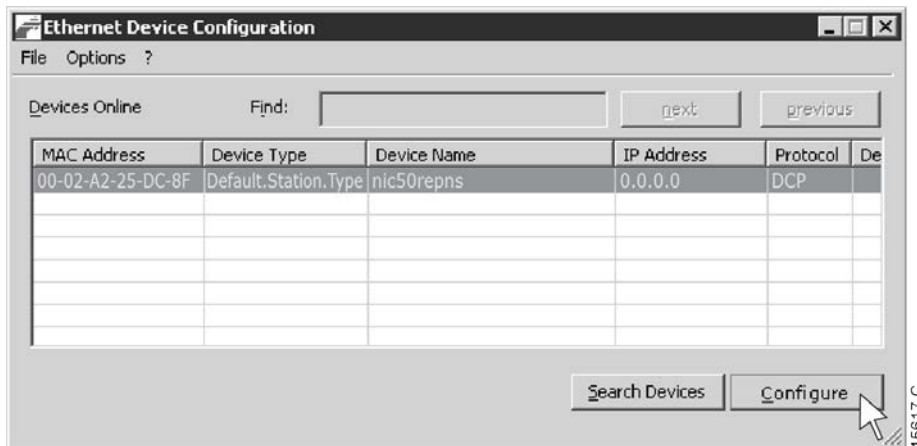 Ethernet Device Configuration
File Options ?
Devices Online Find: next previous
MAC Address Device Type Device Name IP Address Protocol De
00-02-A2-25-DC-8F Default.Station.Type nic50repns 0.0.0.0 DCP
Search Devices Configure